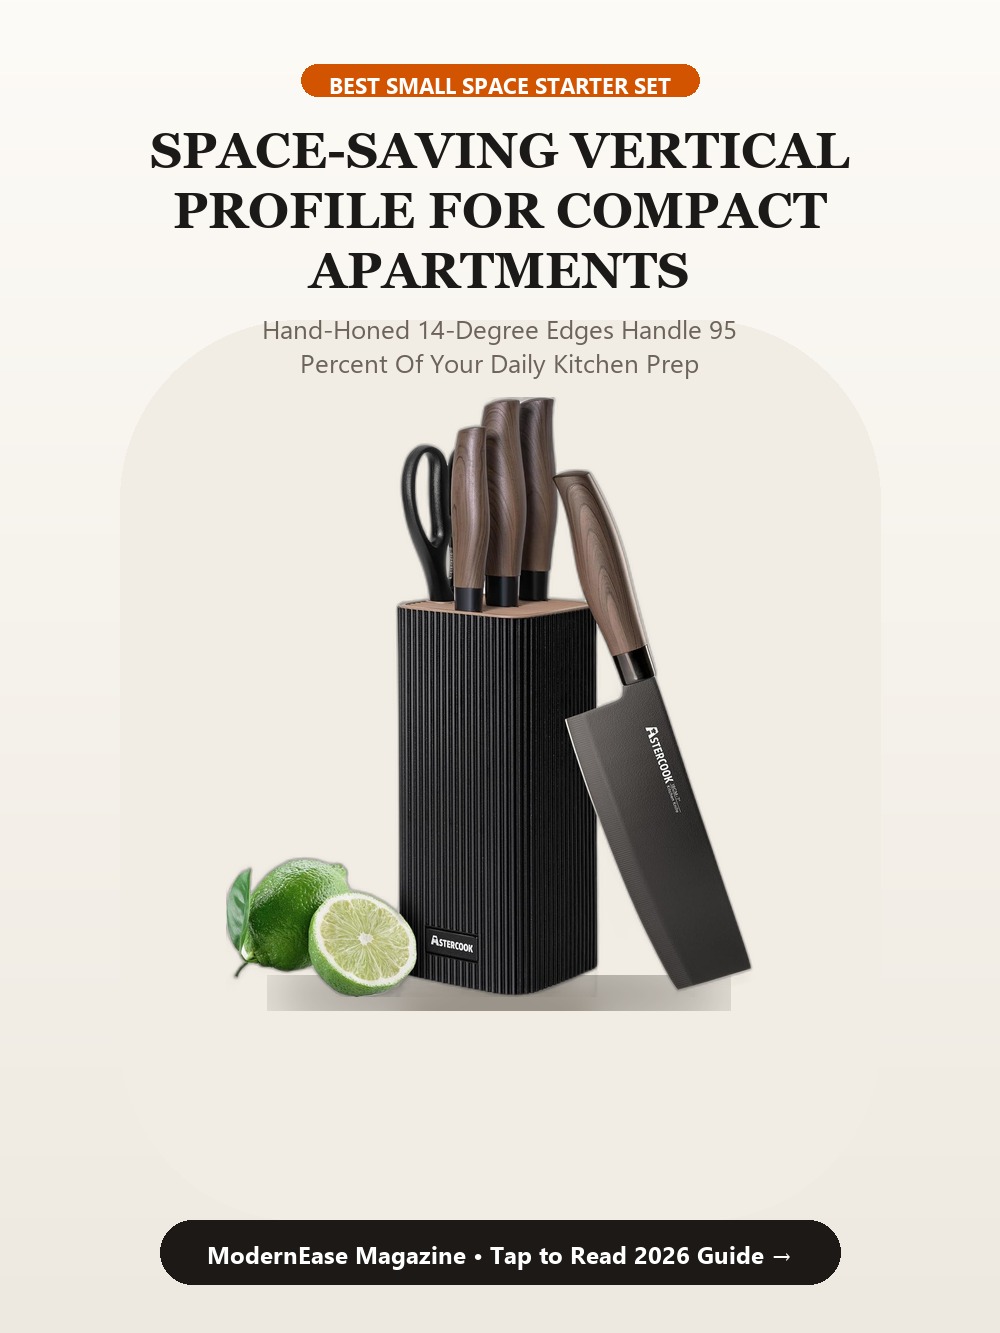 BEST SMALL SPACE STARTER SET
SPACE-SAVING VERTICAL
PROFILE FOR COMPACT
APARTMENTS
Hand-Honed 14-Degree Edges Handle 95
Percent Of Your Daily Kitchen Prep
ASTERCOOK
ASTERCOOK
ModernEase Magazine • Tap to Read 2026 Guide →